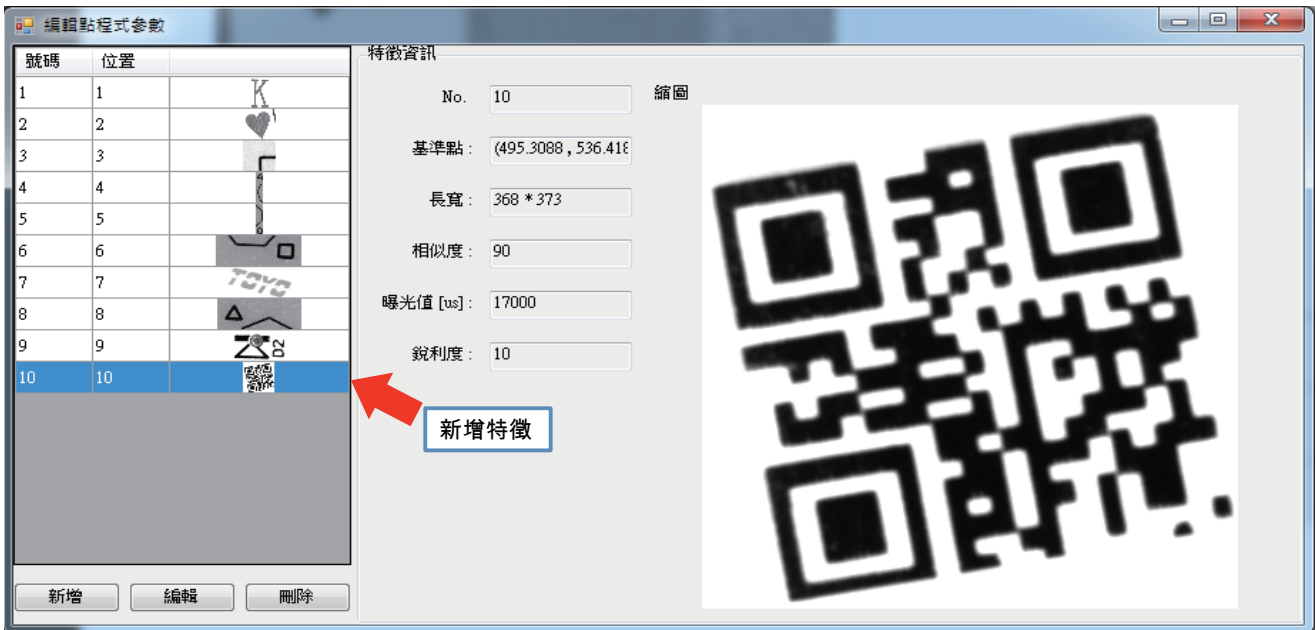 編輯點程式參數
號碼 位置
1 1 K
2 2
3 3
4 4
5 5
6 6
7 7 TOYO
8 8
9 9 D2
10 10
新增 編輯 刪除
特徵資訊
No. 10
基準點 : (495.3088 , 536.418
長寬 : 368 * 373
相似度 : 90
曝光值 [us] : 17000
銳利度 : 10
縮圖
新增特徵